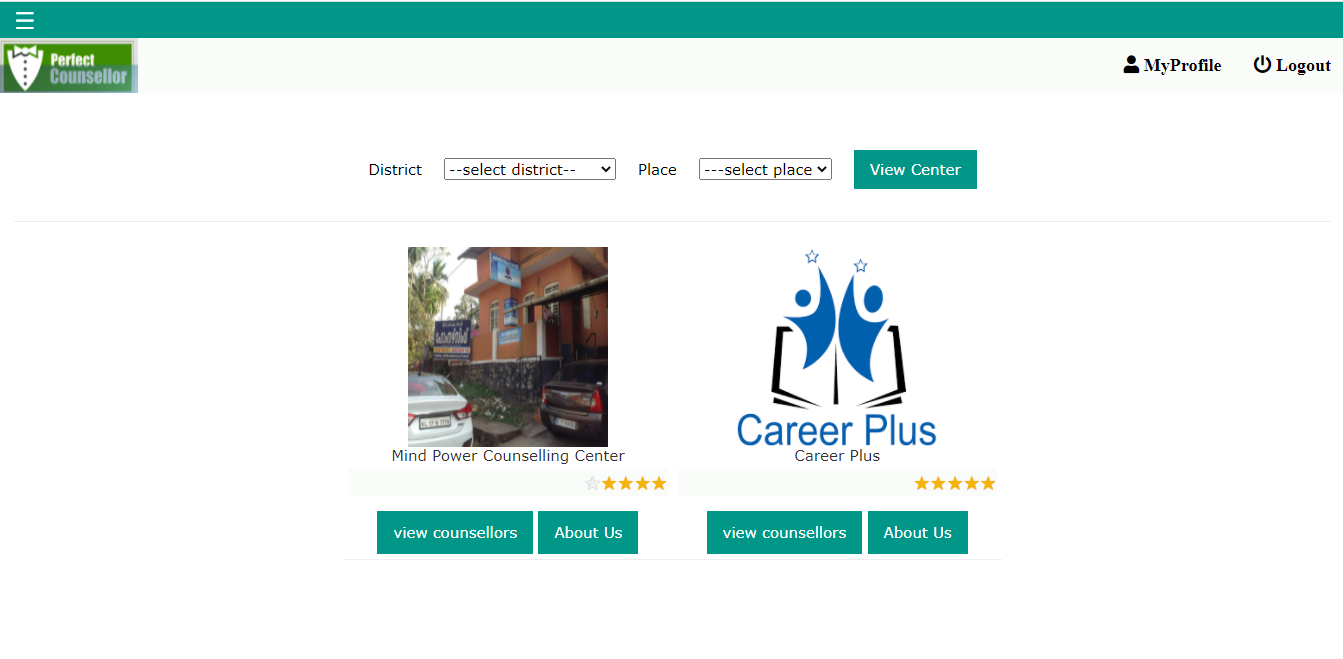 Perfect
Counsellor
MyProfile
Logout
District
--select district--
Place
---select place
View Center
Mind Power Counselling Center
Career Plus
Career Plus
view counsellors
About Us
view counsellors
About Us